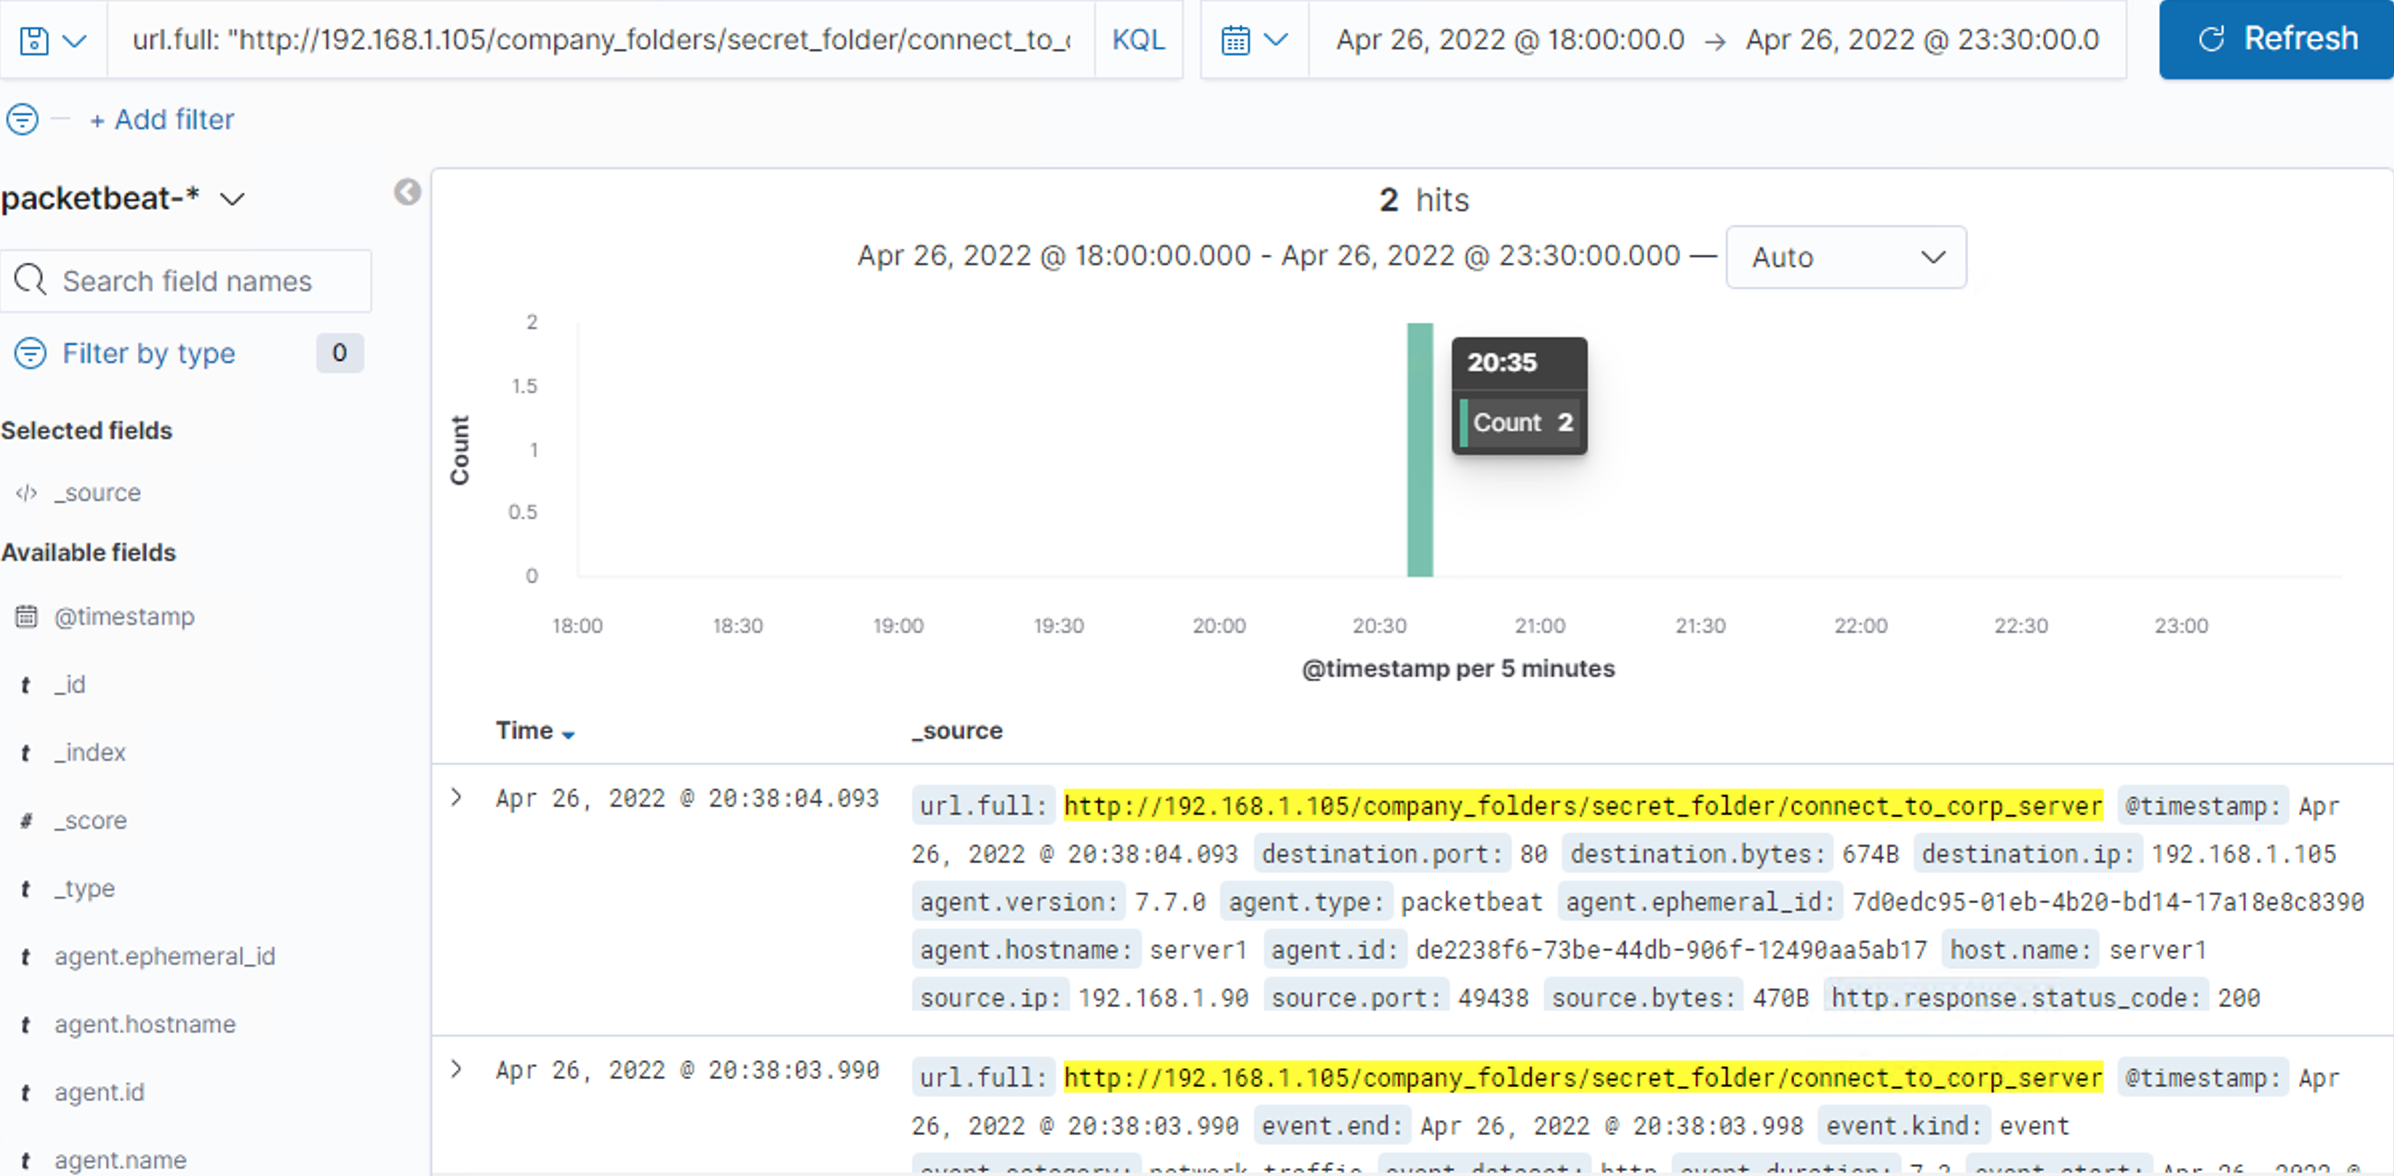 url.full: "http://192.168.1.105/company_folders/secret_folder/connect_to_ KQL Apr 26, 2022 @ 18:00:00.0 → Apr 26, 2022 @ 23:30:00.0 Refresh
+ Add filter
packetbeat-*
Search field names
Filter by type 0
Selected fields
_source
Available fields
@timestamp
t _id
t _index
# _score
t _type
t agent.ephemeral_id
t agent.hostname
t agent.id
t agent.name
2 hits
Apr 26, 2022 @ 18:00:00.000 - Apr 26, 2022 @ 23:30:00.000 — Auto
Count
2
1.5
1
0.5
0
20:35
Count 2
18:00 18:30 19:00 19:30 20:00 20:30 21:00 21:30 22:00 22:30 23:00
@timestamp per 5 minutes
Time _source
Apr 26, 2022 @ 20:38:04.093 url.full: http://192.168.1.105/company_folders/secret_folder/connect_to_corp_server @timestamp: Apr
26, 2022 @ 20:38:04.093 destination.port: 80 destination.bytes: 674B destination.ip: 192.168.1.105
agent.version: 7.7.0 agent.type: packetbeat agent.ephemeral_id: 7d0edc95-01eb-4b20-bd14-17a18e8c8390
agent.hostname: server1 agent.id: de2238f6-73be-44db-906f-12490aa5ab17 host.name: server1
source.ip: 192.168.1.90 source.port: 49438 source.bytes: 470B http.response.status_code: 200
Apr 26, 2022 @ 20:38:03.990 url.full: http://192.168.1.105/company_folders/secret_folder/connect_to_corp_server @timestamp: Apr
26, 2022 @ 20:38:03.990 event.end: Apr 26, 2022 @ 20:38:03.998 event.kind: event